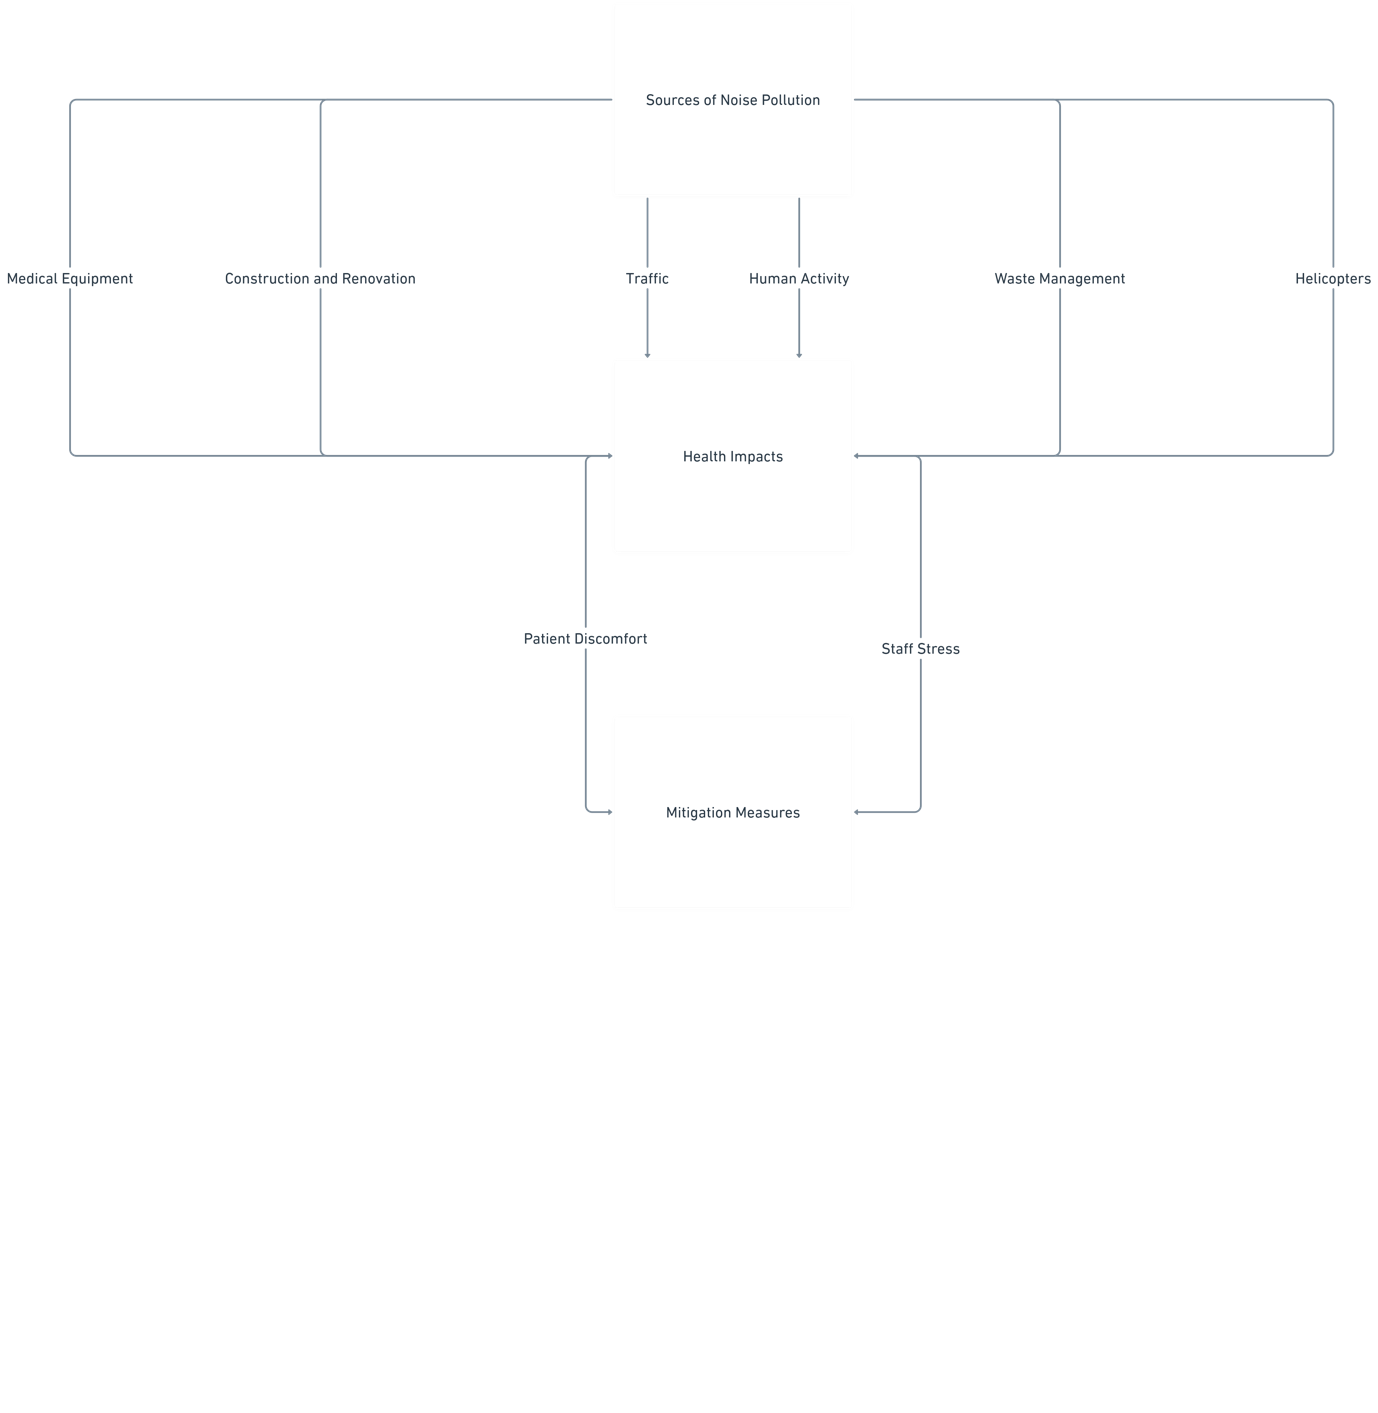 Sources of Noise Pollution
Medical Equipment
Construction and Renovation
Traffic
Human Activity
Waste Management
Helicopters
Health Impacts
Patient Discomfort
Staff Stress
Mitigation Measures